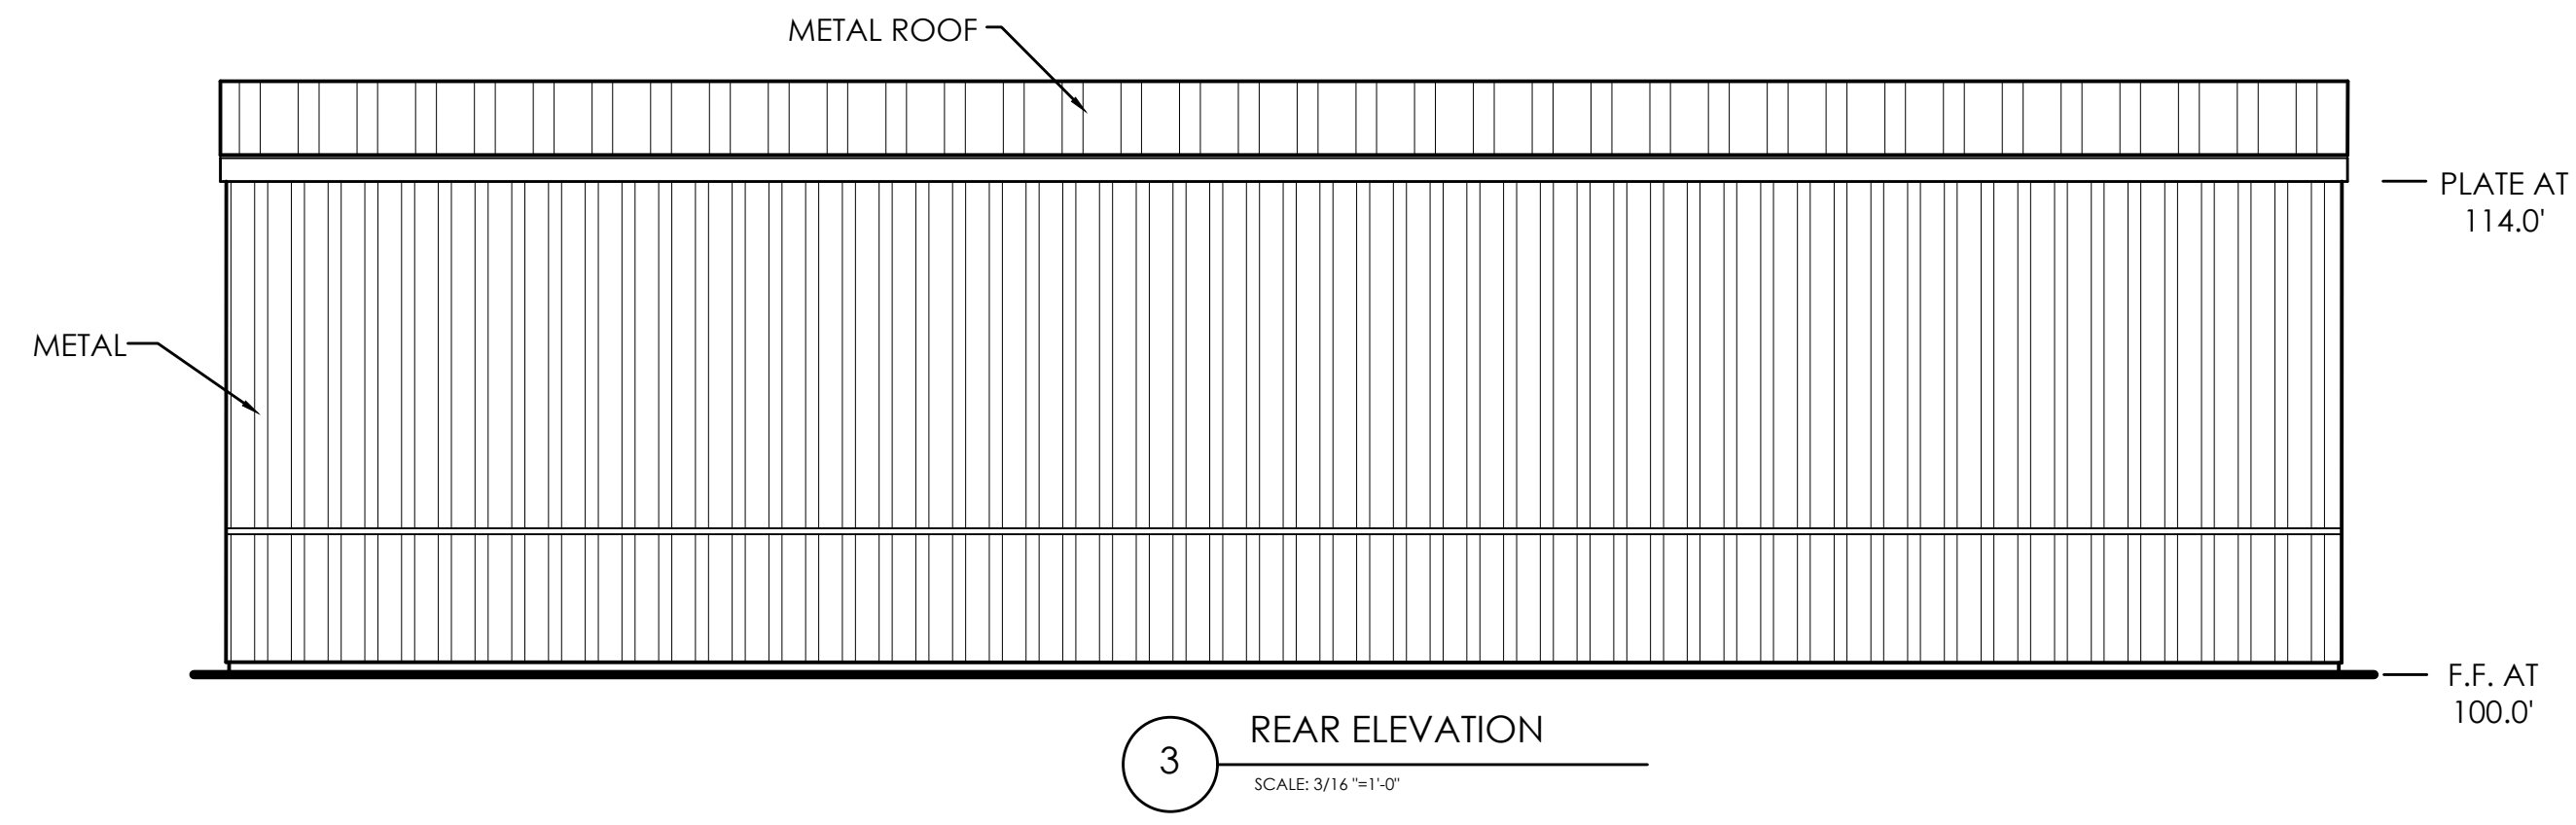 METAL ROOF
PLATE AT
114.0'
METAL
F.F. AT
100.0'
3
REAR ELEVATION
SCALE: 3/16 "=1'-0"